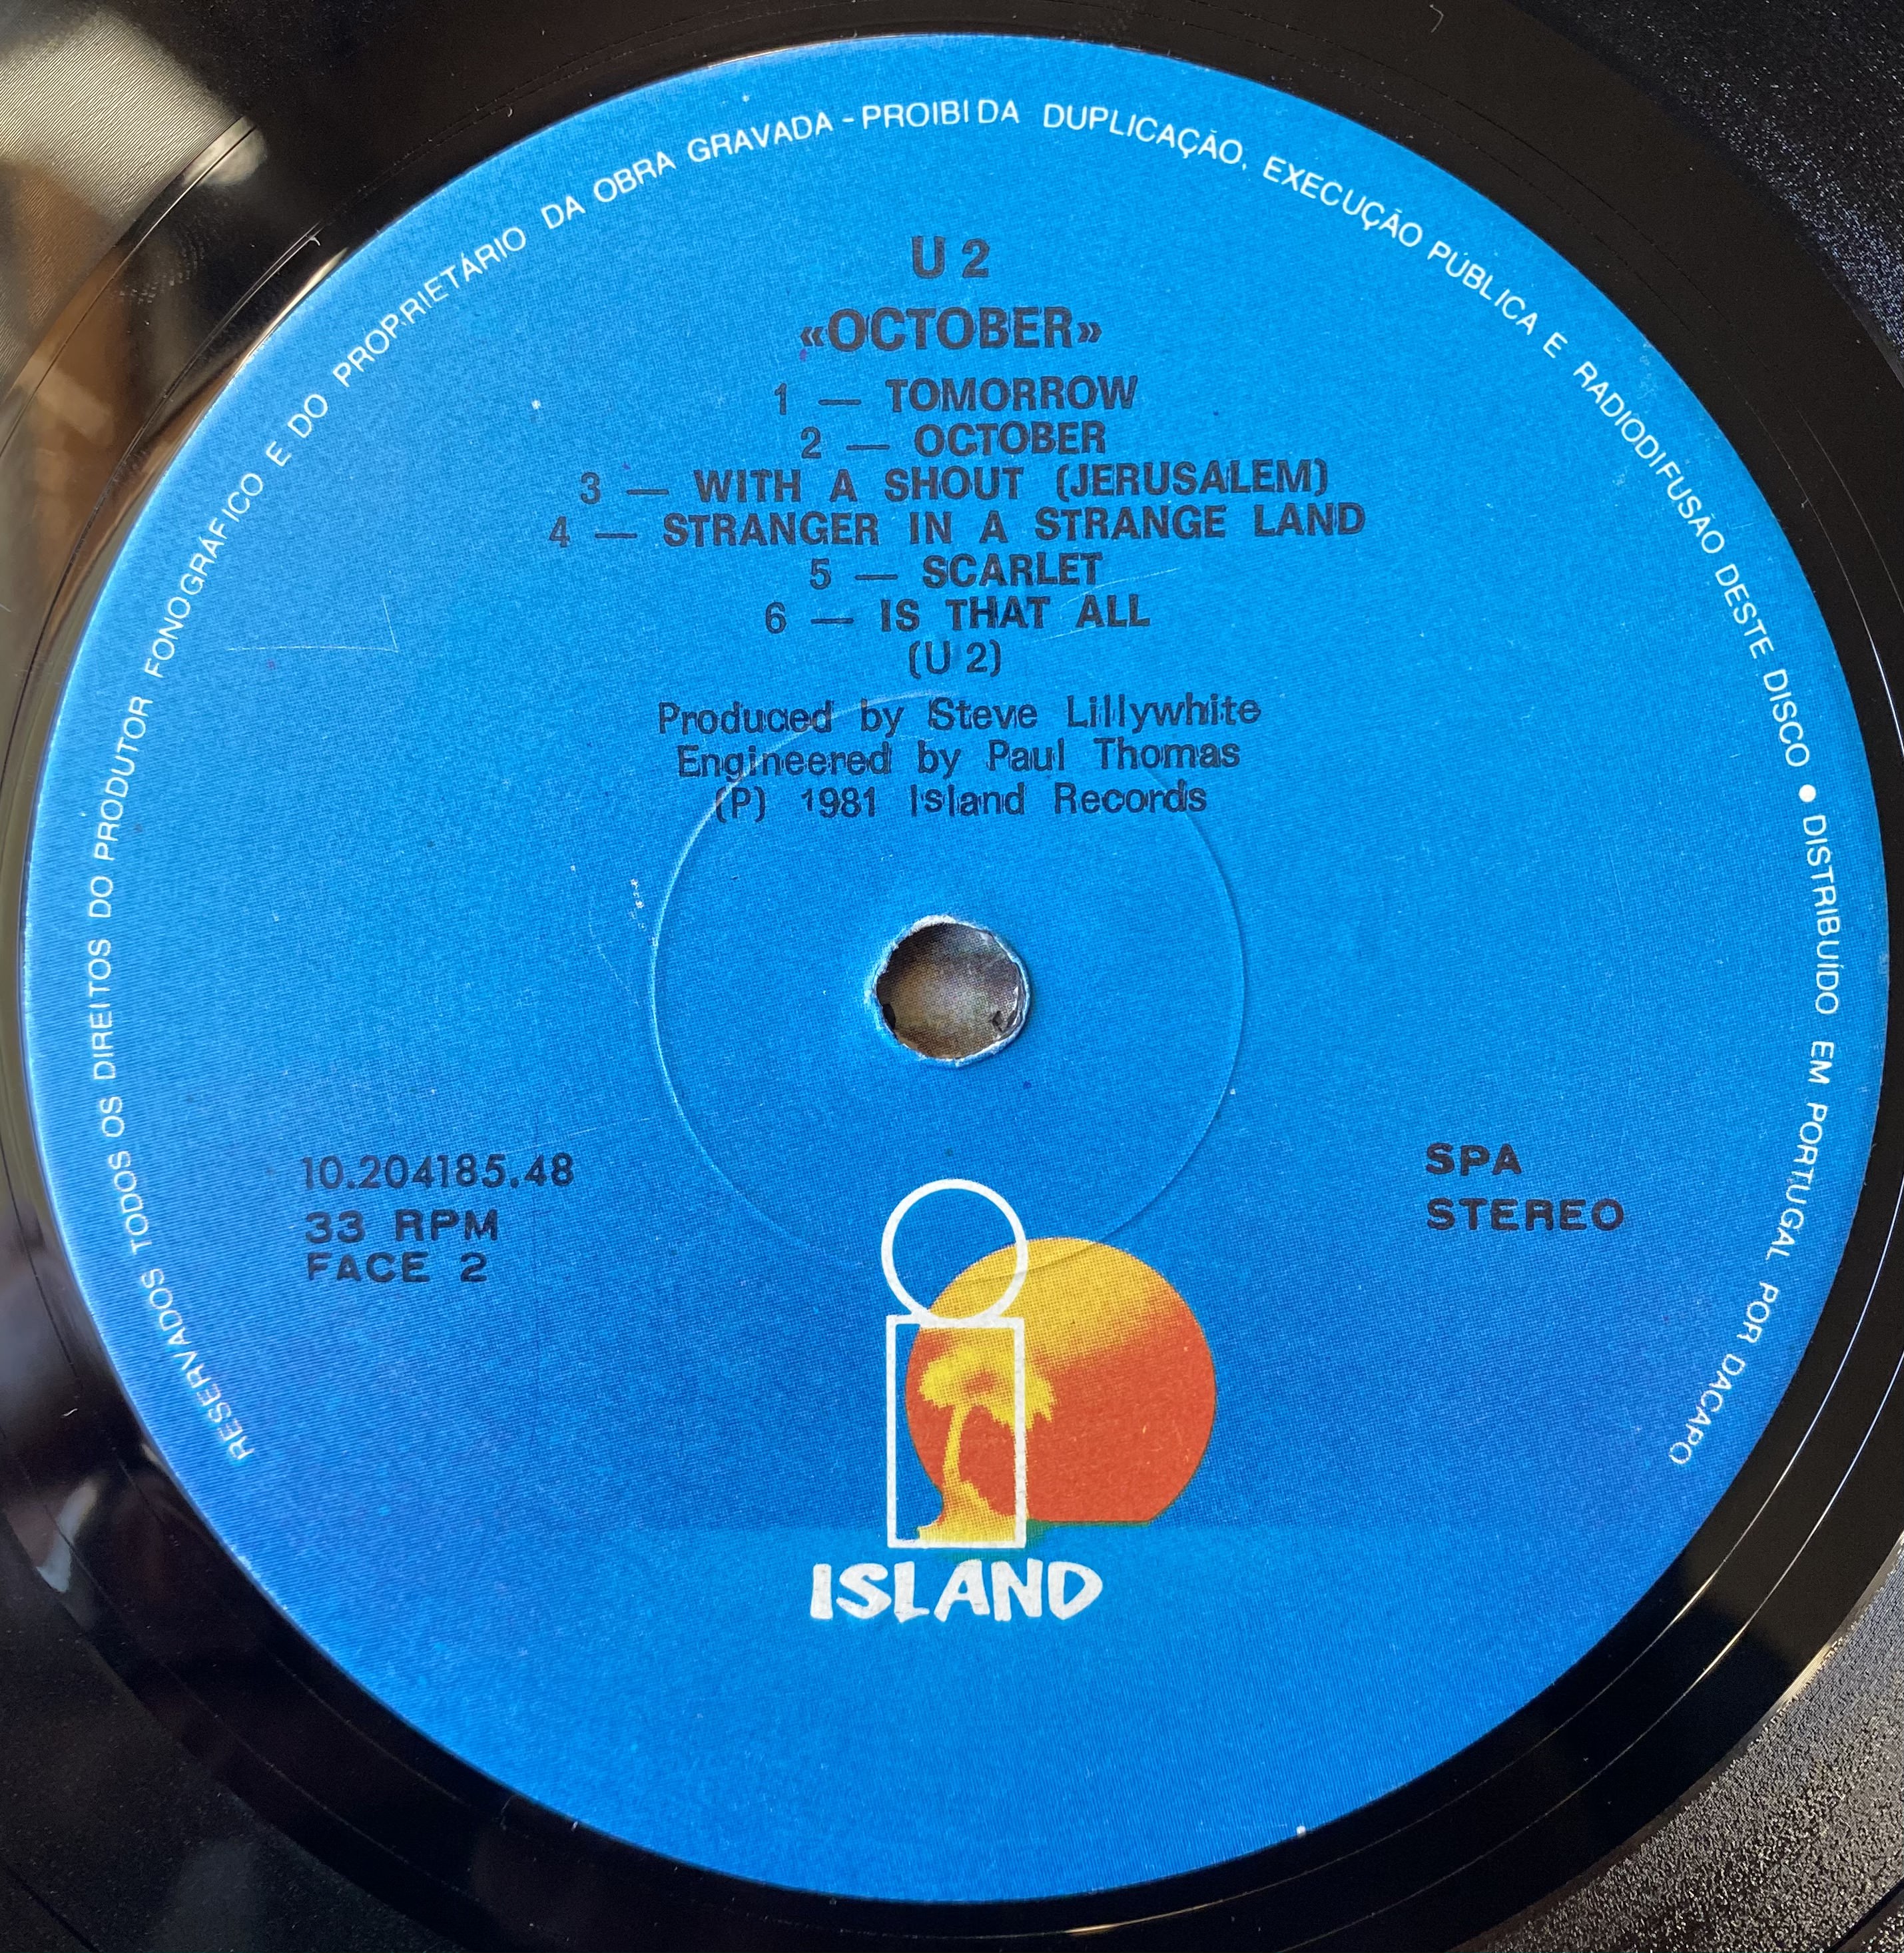 RESERVADOS TODOS OS DIREITOS DO PRODUTOR FONOGRÁFICO E DO PROPRIETÁRIO DA OBRA GRAVADA - PROIBIDA DUPLICAÇÃO, EXECUÇÃO PÚBLICA E RADIODIFUSÃO DESTE DISCO ● DISTRIBUÍDO EM PORTUGAL POR DACAPO
U 2
«OCTOBER»
1 — TOMORROW
2 — OCTOBER
3 — WITH A SHOUT (JERUSALEM)
4 — STRANGER IN A STRANGE LAND
5 — SCARLET
6 — IS THAT ALL
(U 2)
Produced by Steve Lillywhite
Engineered by Paul Thomas
(P) 1981 Island Records
10.204185.48
33 RPM
FACE 2
SPA
STEREO
ISLAND